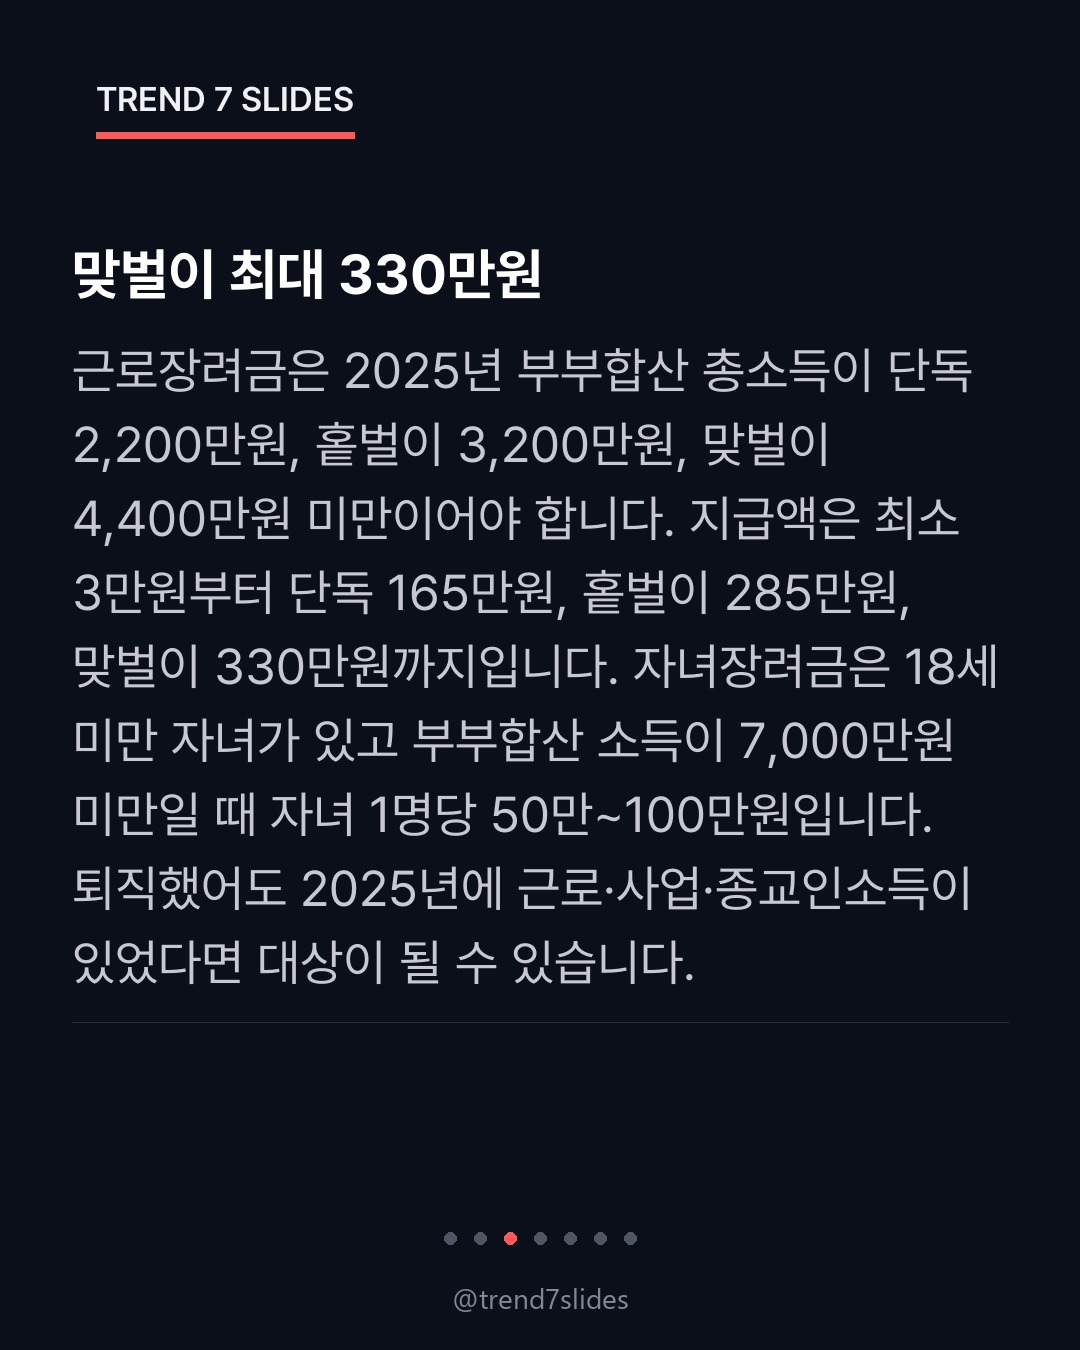 TREND 7 SLIDES
맞벌이 최대 330만원
근로장려금은 2025년 부부합산 총소득이 단독
2,200만원, 홑벌이 3,200만원, 맞벌이
4,400만원 미만이어야 합니다. 지급액은 최소
3만원부터 단독 165만원, 홑벌이 285만원,
맞벌이 330만원까지입니다. 자녀장려금은 18세
미만 자녀가 있고 부부합산 소득이 7,000만원
미만일 때 자녀 1명당 50만~100만원입니다.
퇴직했어도 2025년에 근로·사업·종교인소득이
있었다면 대상이 될 수 있습니다.
@trend7slides